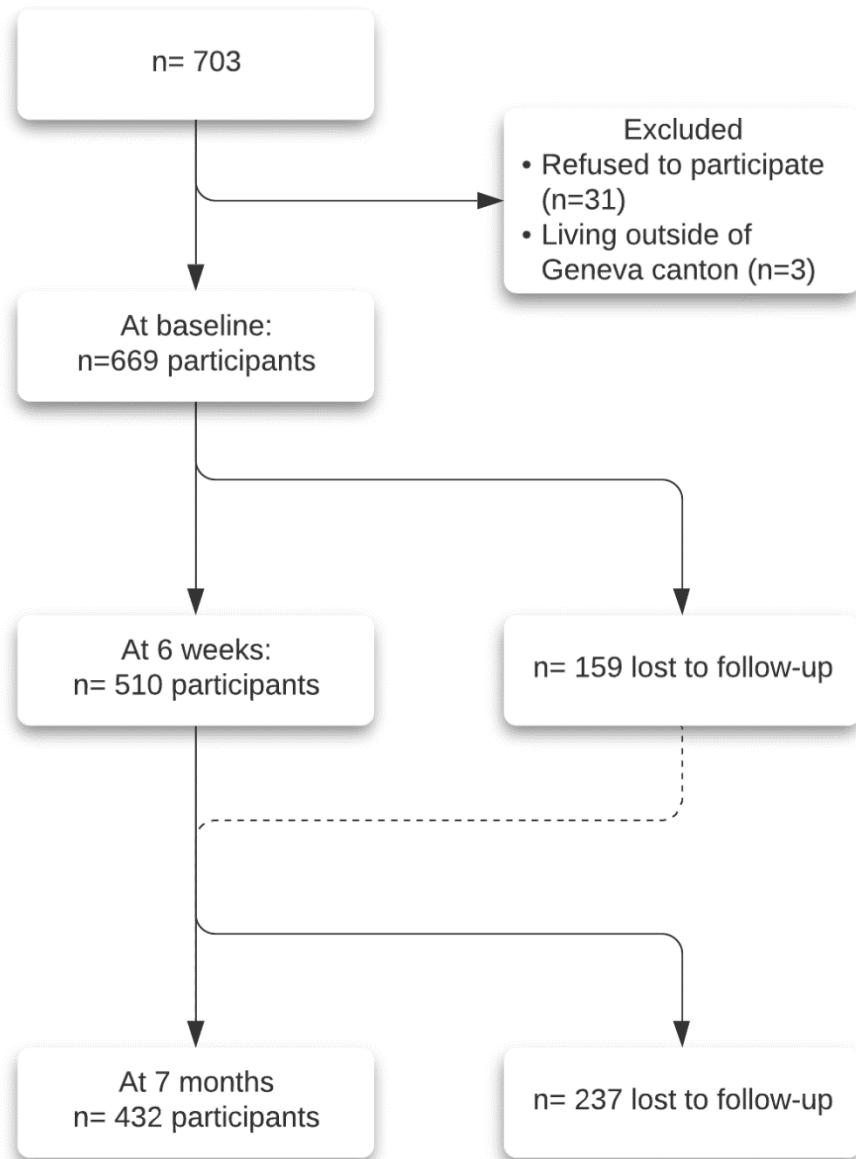 n= 703
Excluded
• Refused to participate
(n=31)
• Living outside of
Geneva canton (n=3)
At baseline:
n=669 participants
At 6 weeks:
n= 510 participants
n= 159 lost to follow-up
At 7 months
n= 432 participants
n= 237 lost to follow-up